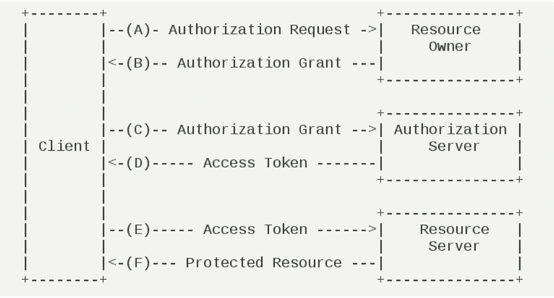 +--------+                               +---------------+
|        |--(A)- Authorization Request ->|   Resource    |
|        |                               |     Owner     |
|        |<-(B)-- Authorization Grant ---|               |
|        |                               +---------------+
|        |
|        |                               +---------------+
|        |--(C)-- Authorization Grant -->| Authorization |
| Client |                               |     Server    |
|        |<-(D)----- Access Token -------|               |
|        |                               +---------------+
|        |
|        |                               +---------------+
|        |--(E)----- Access Token ------>|    Resource   |
|        |                               |     Server    |
|        |<-(F)--- Protected Resource ---|               |
+--------+                               +---------------+